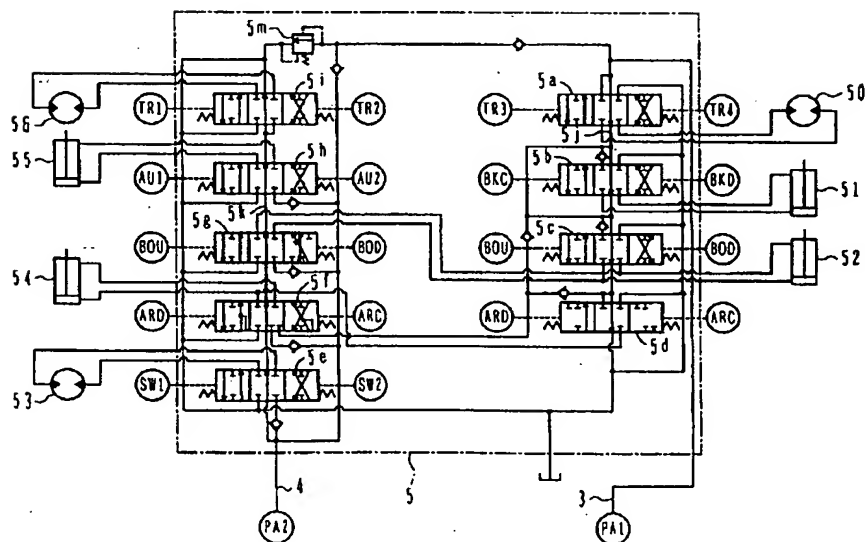 5m
56
TR1
5i
TR2
TR3
5a
TR4
50
5j
55
AU1
5h
AU2
BKC
5b
BKD
51
5k
5g
BOU
BOD
BOU
5c
BOD
52
54
5f
ARD
ARC
ARD
ARC
5d
5e
SW1
SW2
53
4
5
3
PA2
PA1